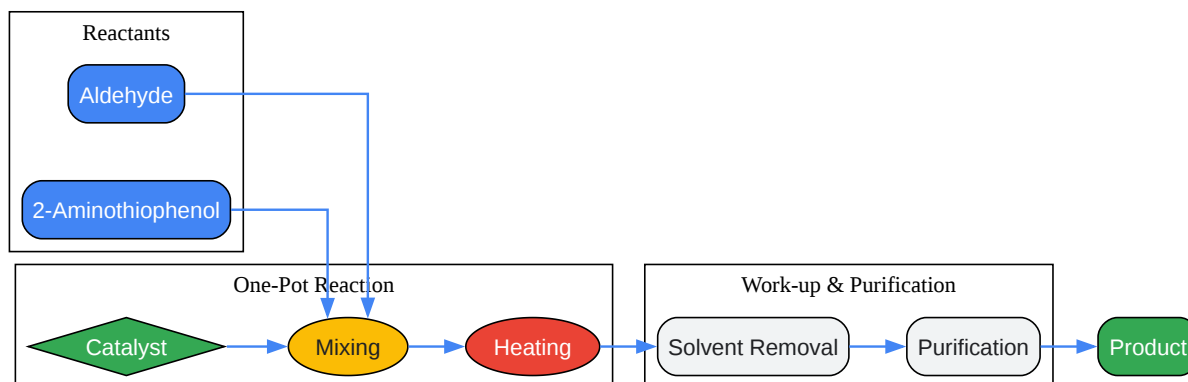 Reactants
Aldehyde
2-Aminothiophenol
One-Pot Reaction
Catalyst
Mixing
Heating
Work-up & Purification
Solvent Removal
Purification
Product